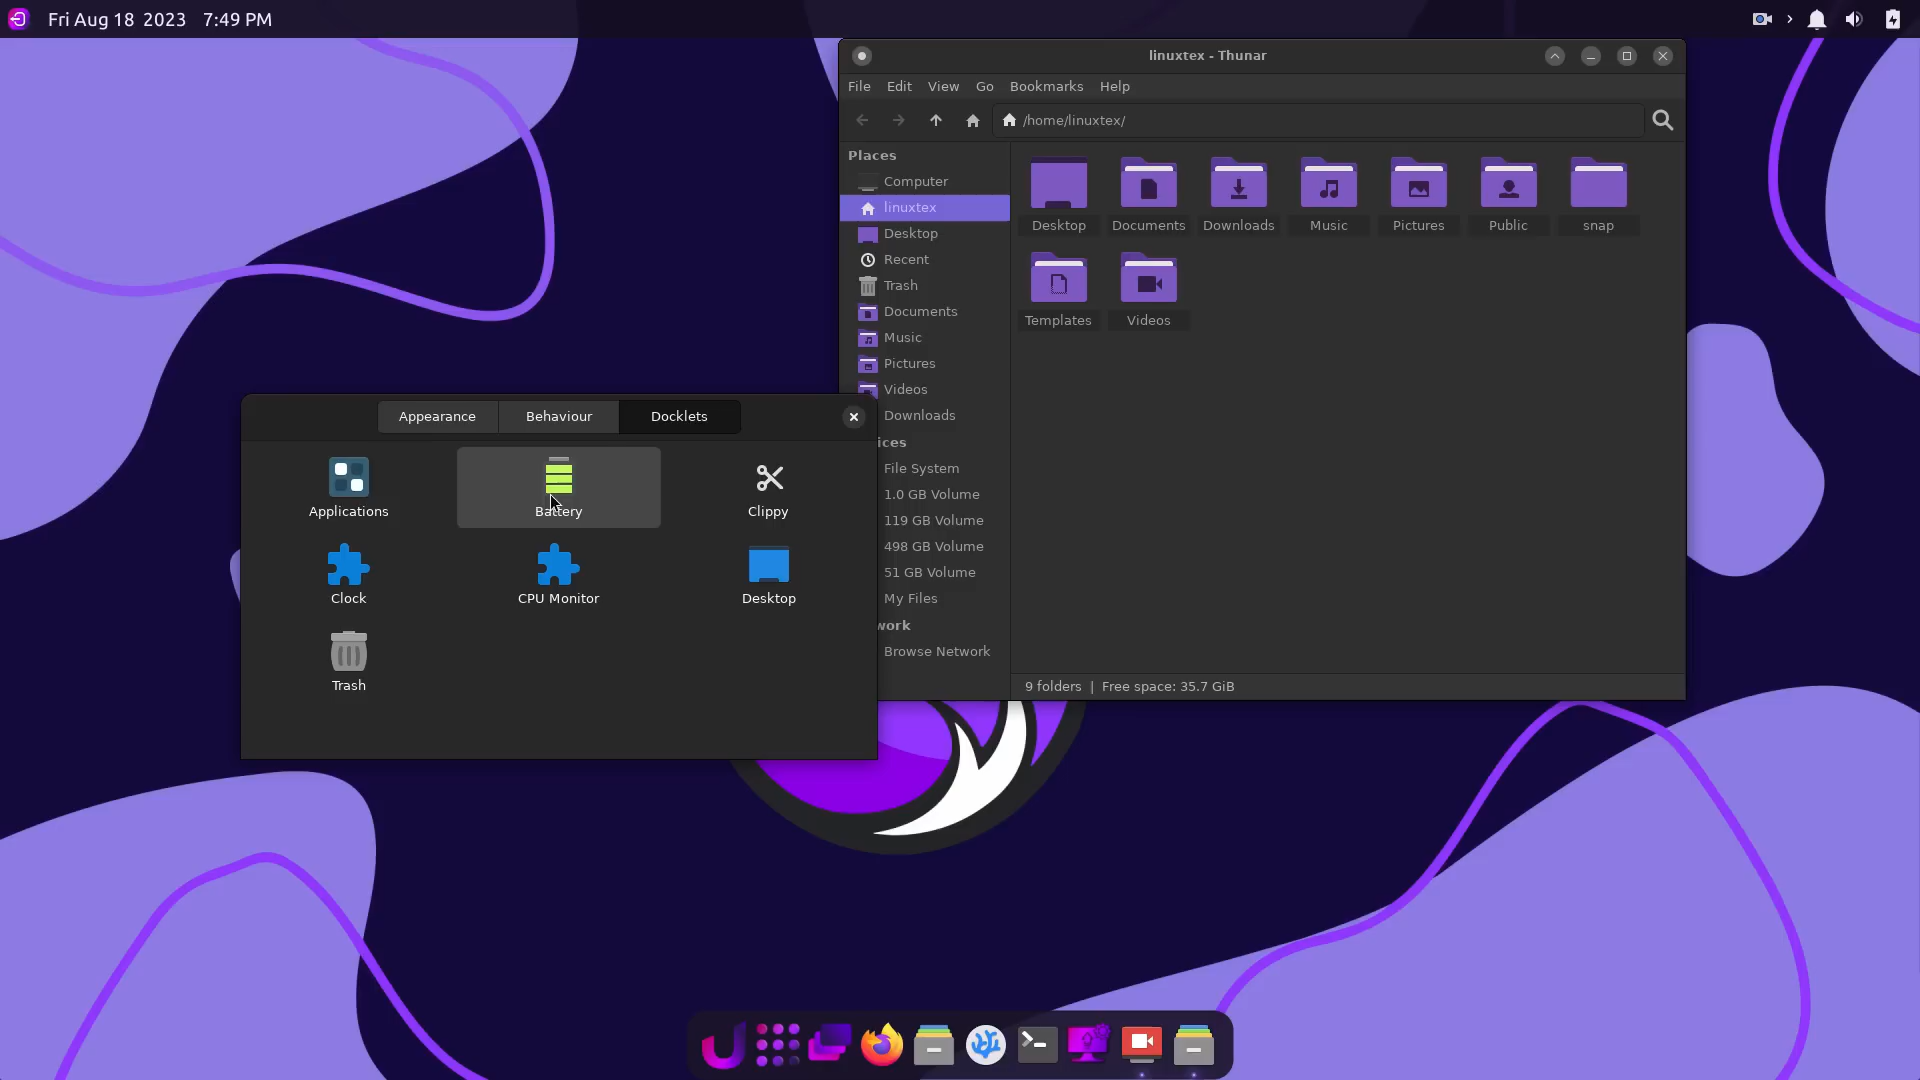 Fri Aug 18 2023 7:49 PM
linuxtex - Thunar
File Edit View Go Bookmarks Help
/home/linuxtex/
Places
Computer
linuxtex
Desktop
Recent
Trash
Documents
Music
Pictures
Videos
Downloads
ices
File System
1.0 GB Volume
119 GB Volume
498 GB Volume
51 GB Volume
My Files
work
Browse Network
Desktop Documents Downloads Music Pictures Public snap
Templates Videos
9 folders | Free space: 35.7 GiB
Appearance Behaviour Docklets
Applications Battery Clippy
Clock CPU Monitor Desktop
Trash